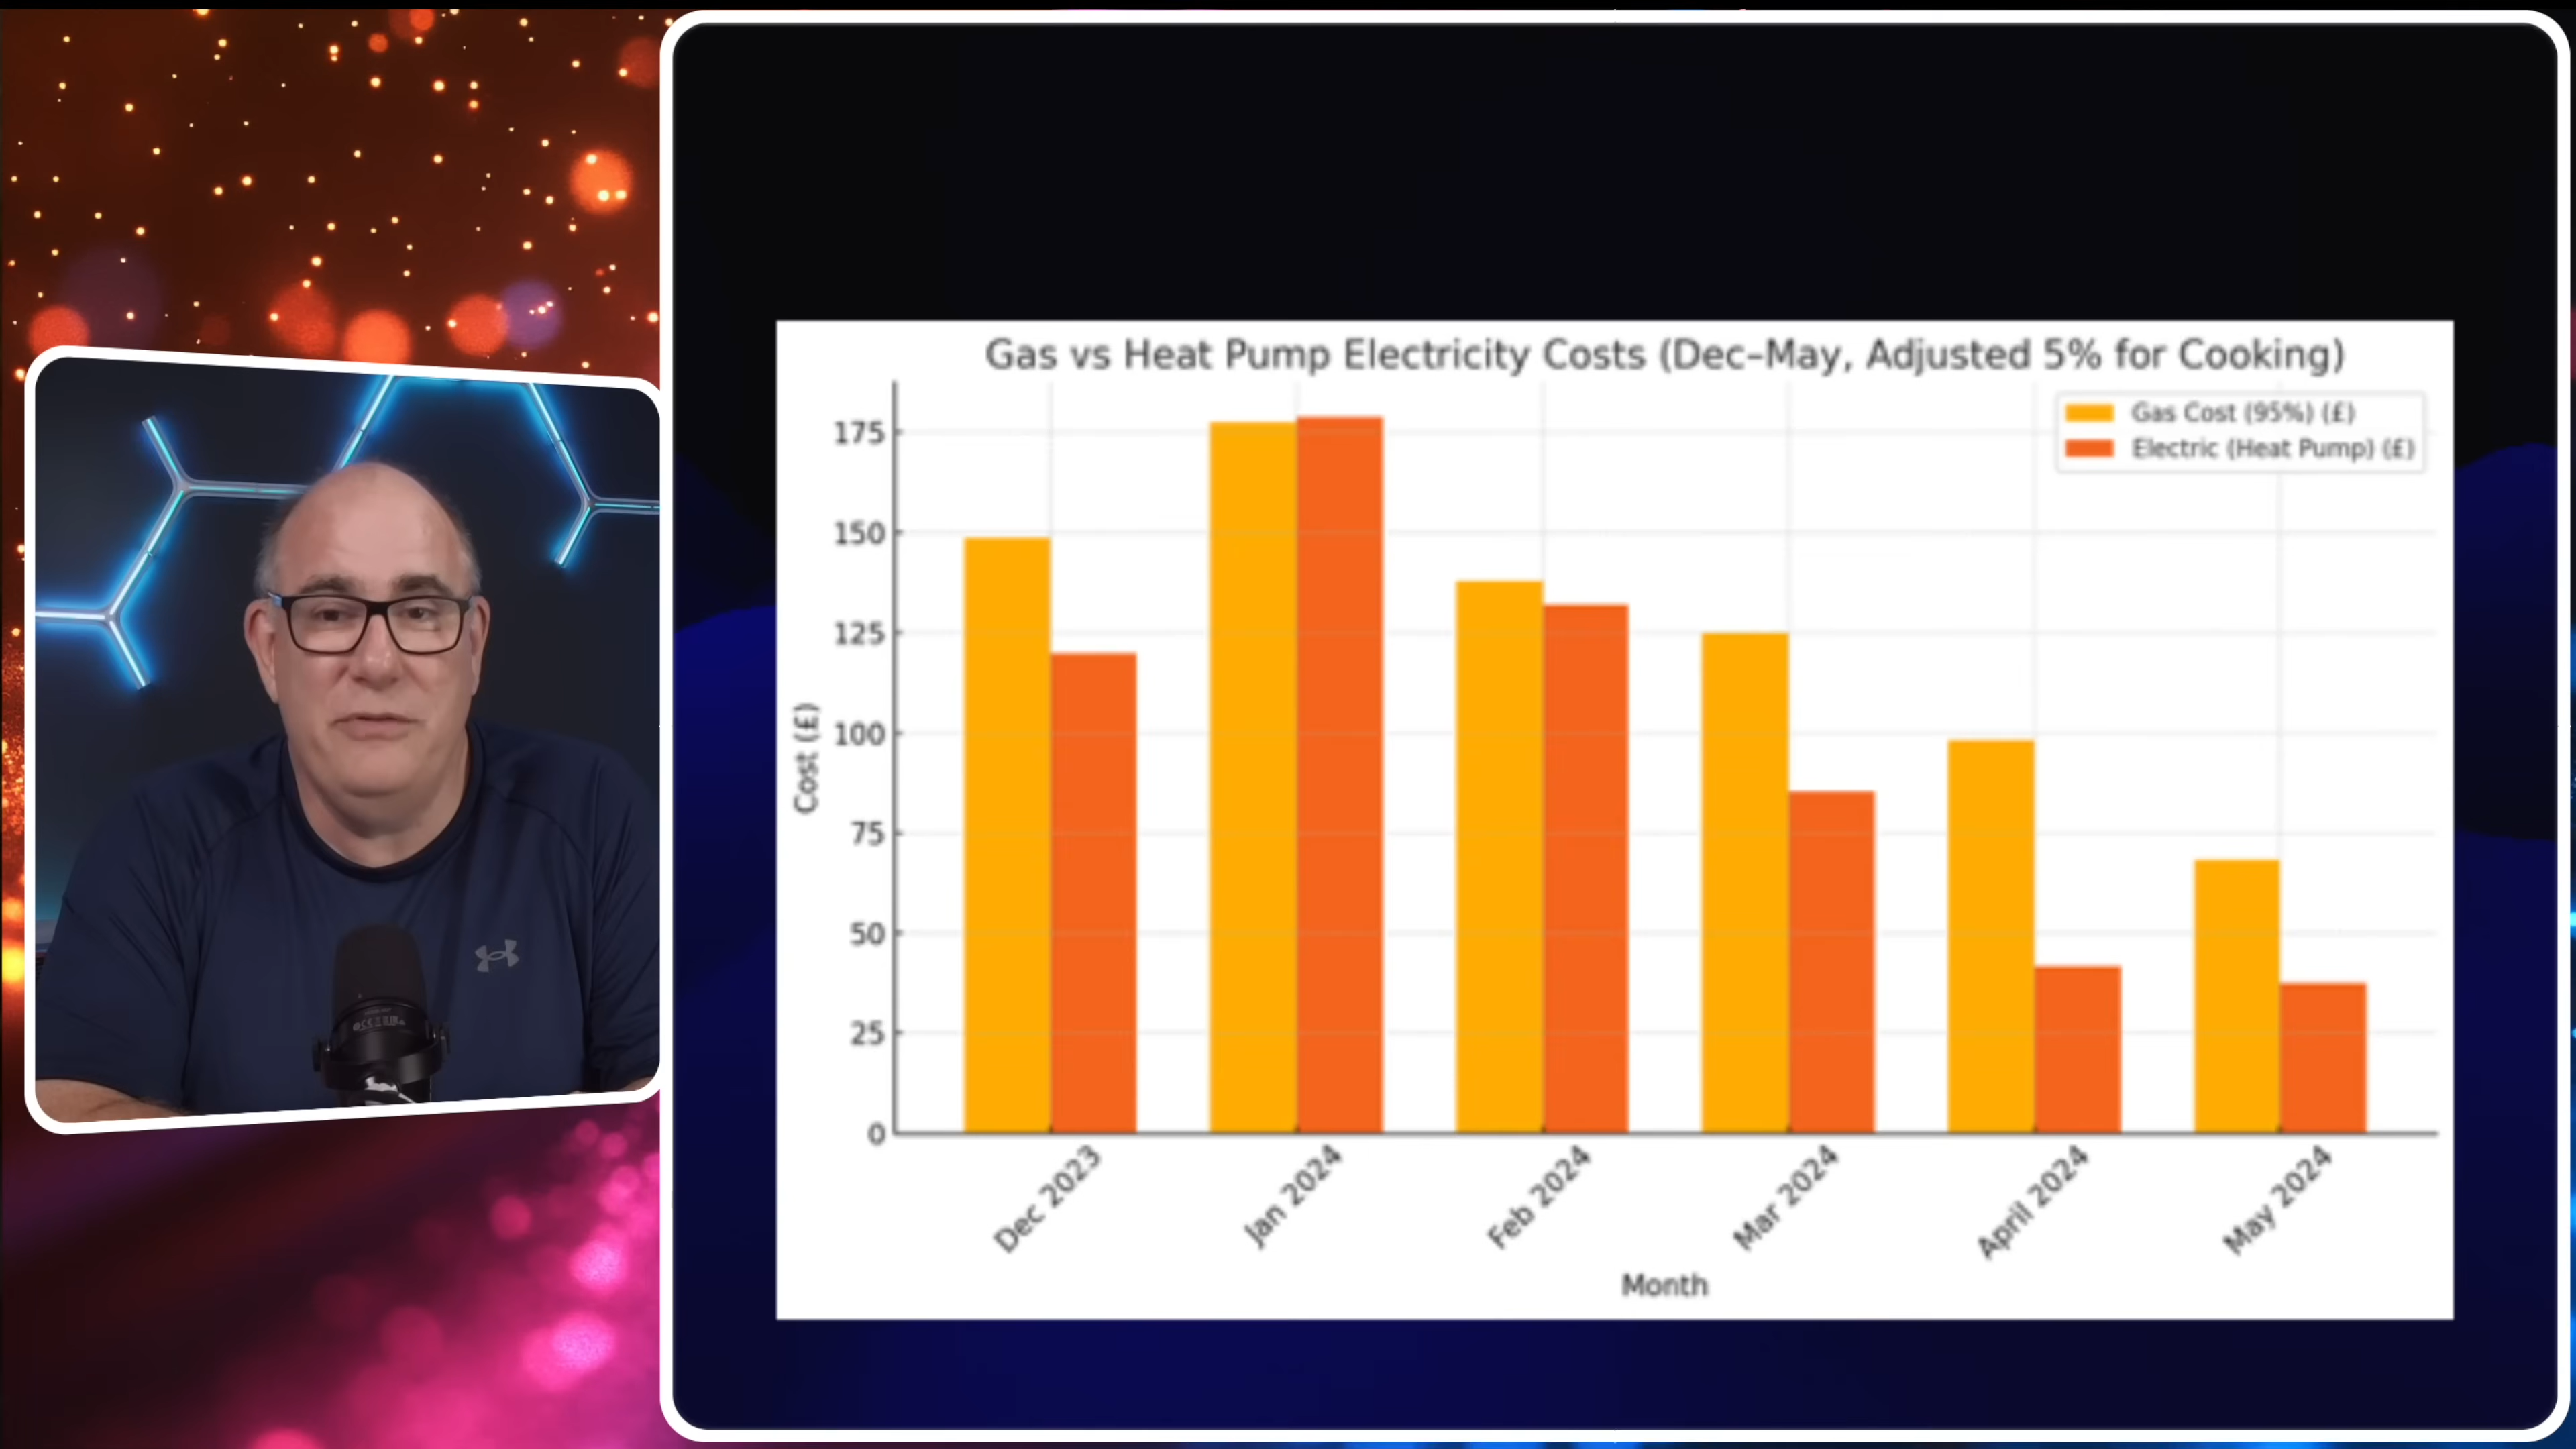 Gas vs Heat Pump Electricity Costs (Dec–May, Adjusted 5% for Cooking)
Gas Cost (95%) (£)
Electric (Heat Pump) (£)
175
150
125
100
75
50
25
0
Cost (£)
Dec 2023
Jan 2024
Feb 2024
Mar 2024
April 2024
May 2024
Month